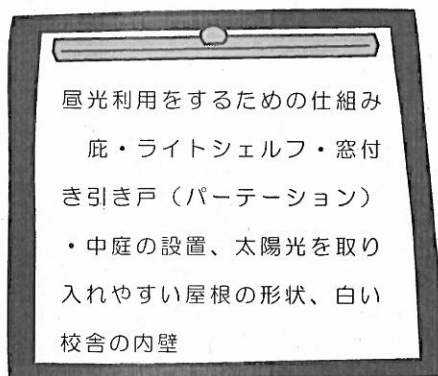 昼光利用をするための仕組み
　庇・ライトシェルフ・窓付
き引き戸（パーテーション）
・中庭の設置、太陽光を取り
入れやすい屋根の形状、白い
校舎の内壁